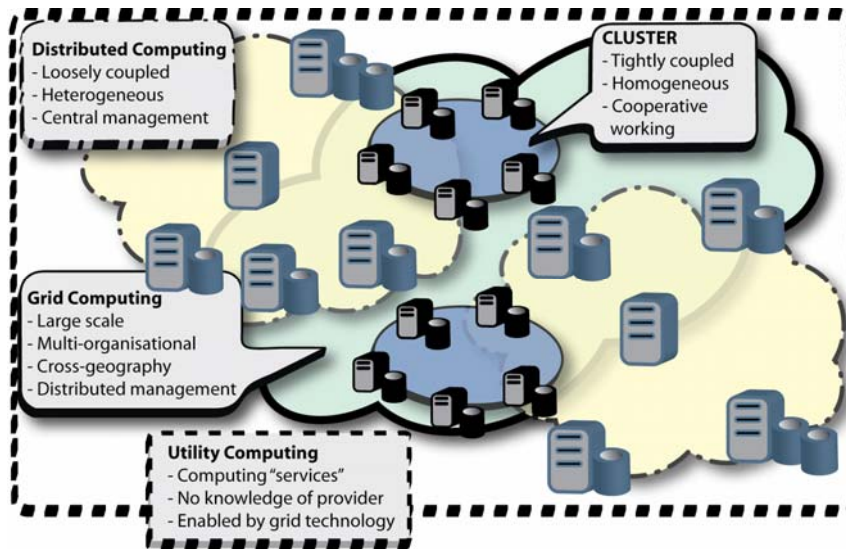 Distributed Computing
- Loosely coupled
- Heterogeneous
- Central management
CLUSTER
- Tightly coupled
- Homogeneous
- Cooperative
working
Grid Computing
- Large scale
- Multi-organisational
- Cross-geography
- Distributed management
Utility Computing
- Computing “services”
- No knowledge of provider
- Enabled by grid technology